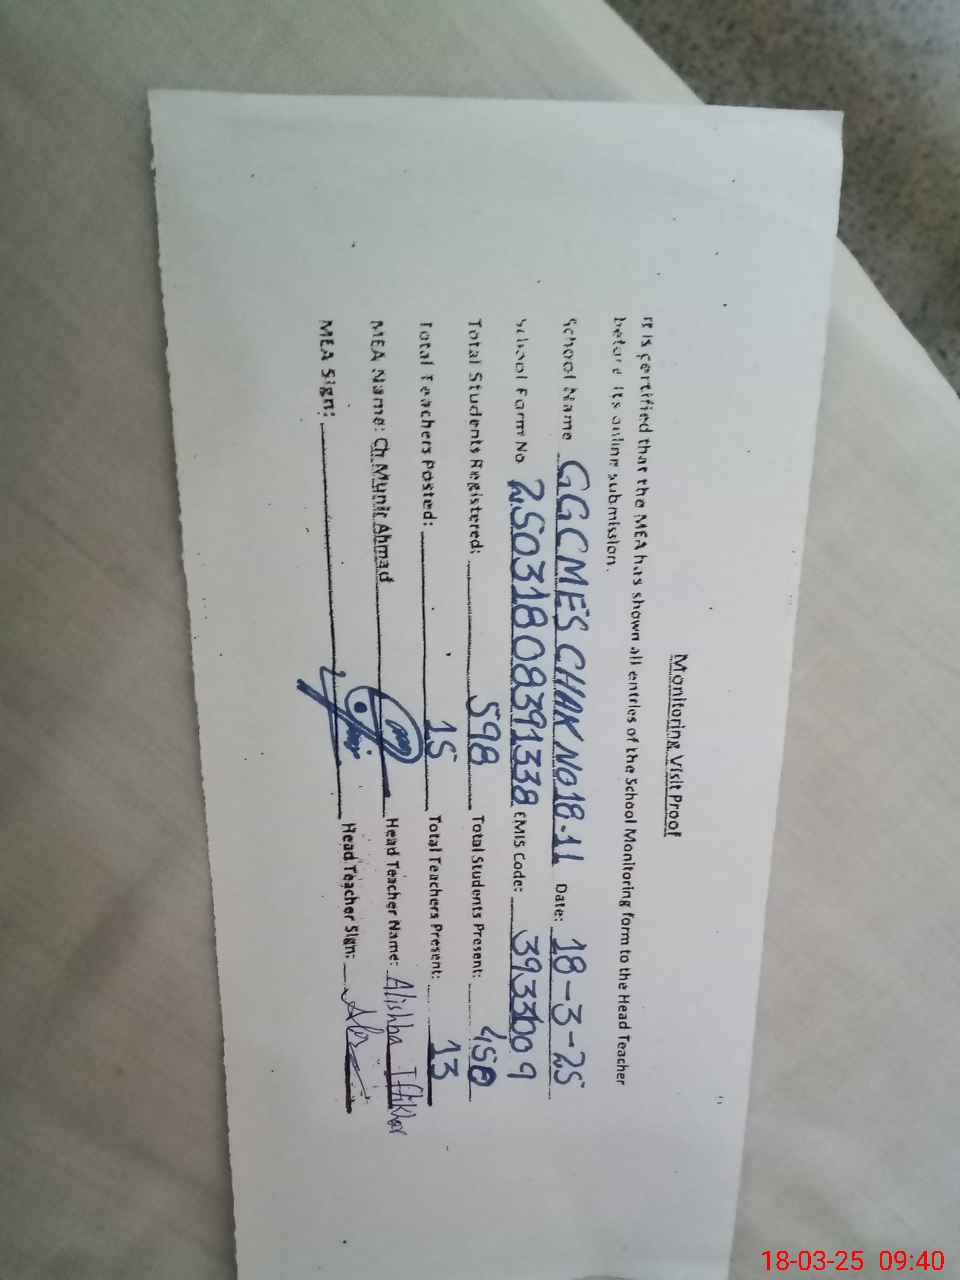 Monitoring Visit Proof
It is certified that the MEA has shown all entries of the School Monitoring form to the Head Teacher
before its online submission.
School Name GGCMES CHAK NO 18.1L Date: 18-3-25
School Form No 25031808391338 EMIS Code: 39330009
Total Students Registered: 598 Total Students Present: 450
Total Teachers Posted: 15 Total Teachers Present: 13
MEA Name: Ch. Munir Ahmad Head Teacher Name: Alishba Iftikhar
MEA Sign: Head Teacher Sign:
18-03-25 09:40